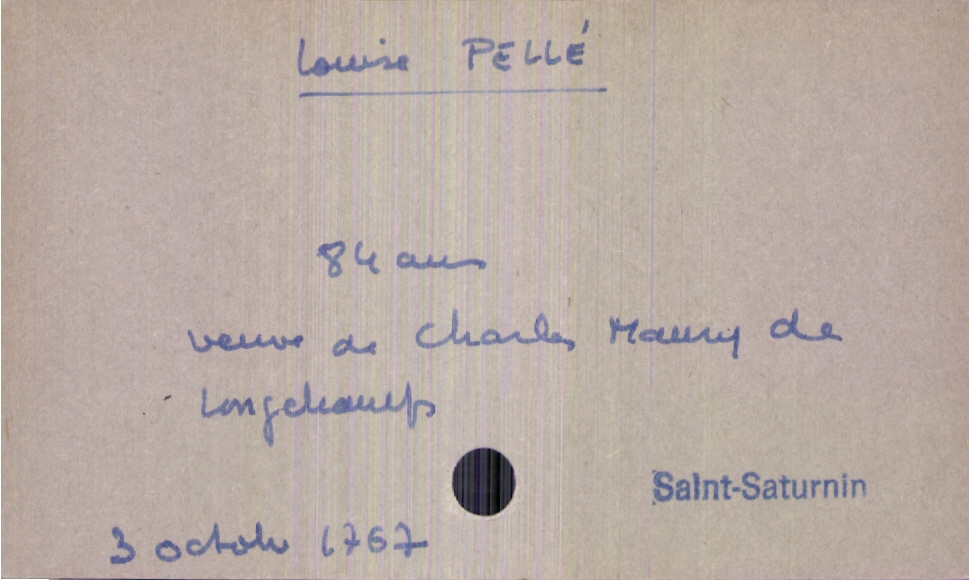 Louise PELLÉ
84 ans
veuve de Charles Maury de
Longchamps
Saint-Saturnin
3 octobre 1767